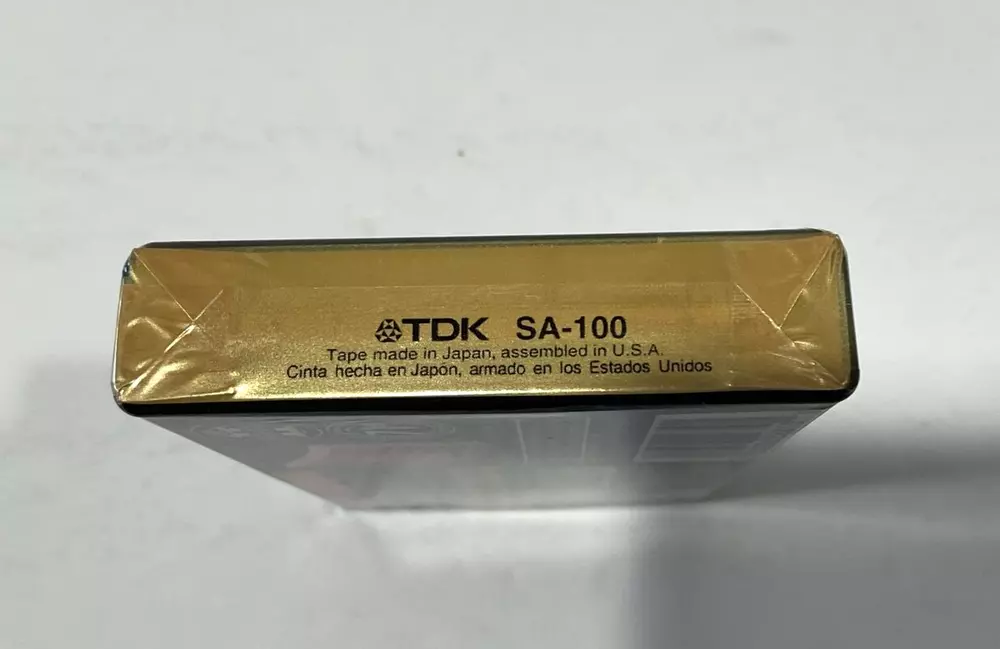 TDK SA-100
Tape made in Japan, assembled in U.S.A.
Cinta hecha en Japón, armado en los Estados Unidos